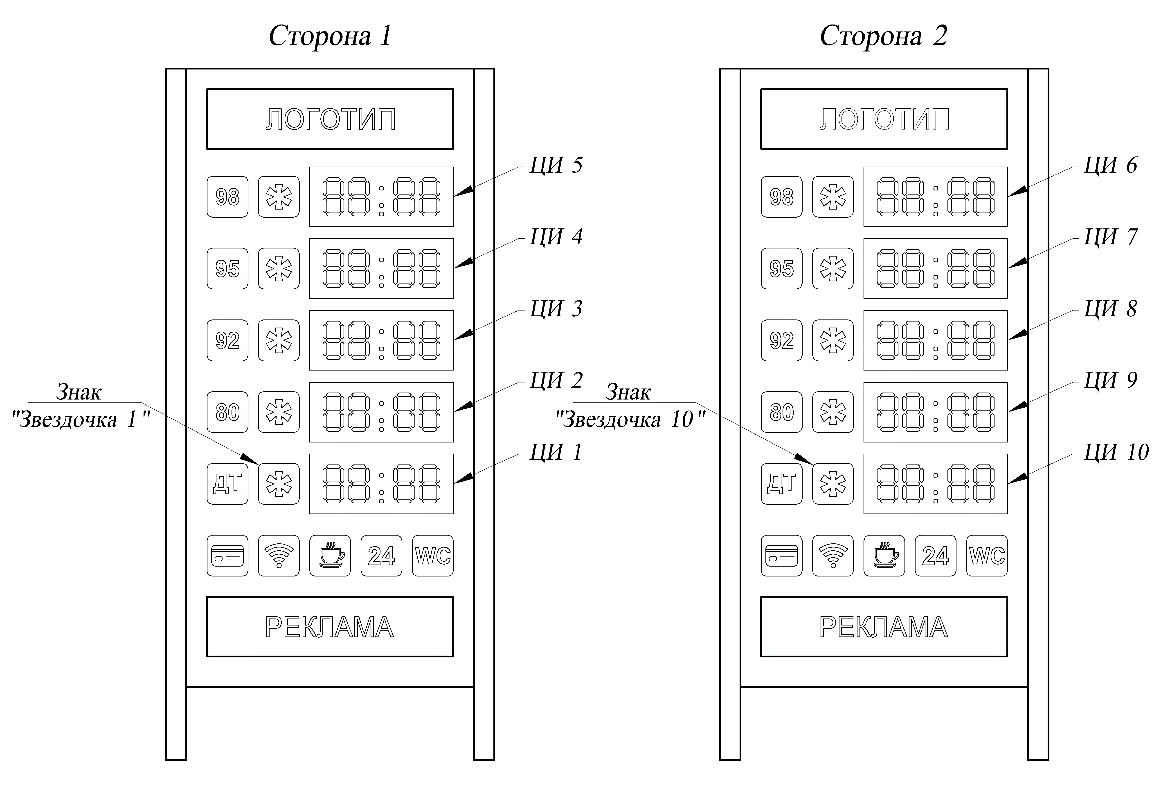 Сторона 1
ЛОГОТИП
98
88:88
ЦИ 5
95
88:88
ЦИ 4
92
88:88
ЦИ 3
80
88:88
ЦИ 2
Знак
"Звездочка 1"
ДТ
88:88
ЦИ 1
24
WC
РЕКЛАМА
Сторона 2
ЛОГОТИП
98
88:88
ЦИ 6
95
88:88
ЦИ 7
92
88:88
ЦИ 8
80
88:88
ЦИ 9
Знак
"Звездочка 10"
ДТ
88:88
ЦИ 10
24
WC
РЕКЛАМА